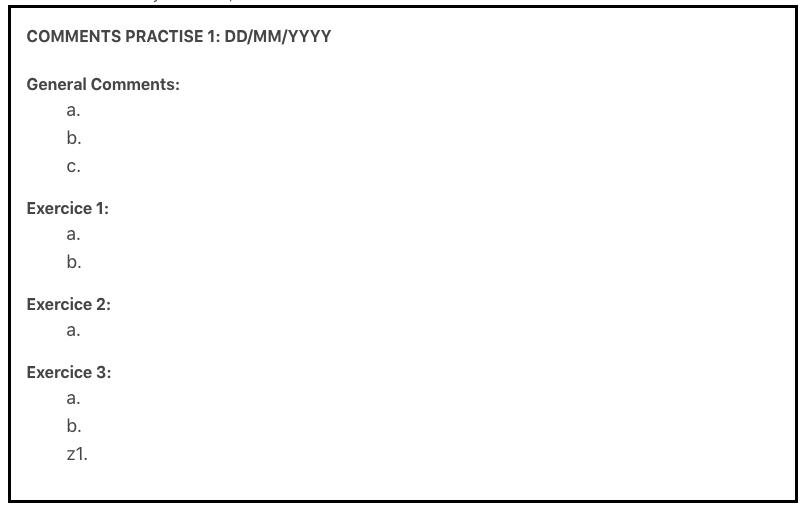 COMMENTS PRACTISE 1: DD/MM/YYYY
General Comments:
a.
b.
c.
Exercice 1:
a.
b.
Exercice 2:
a.
Exercice 3:
a.
b.
z1.